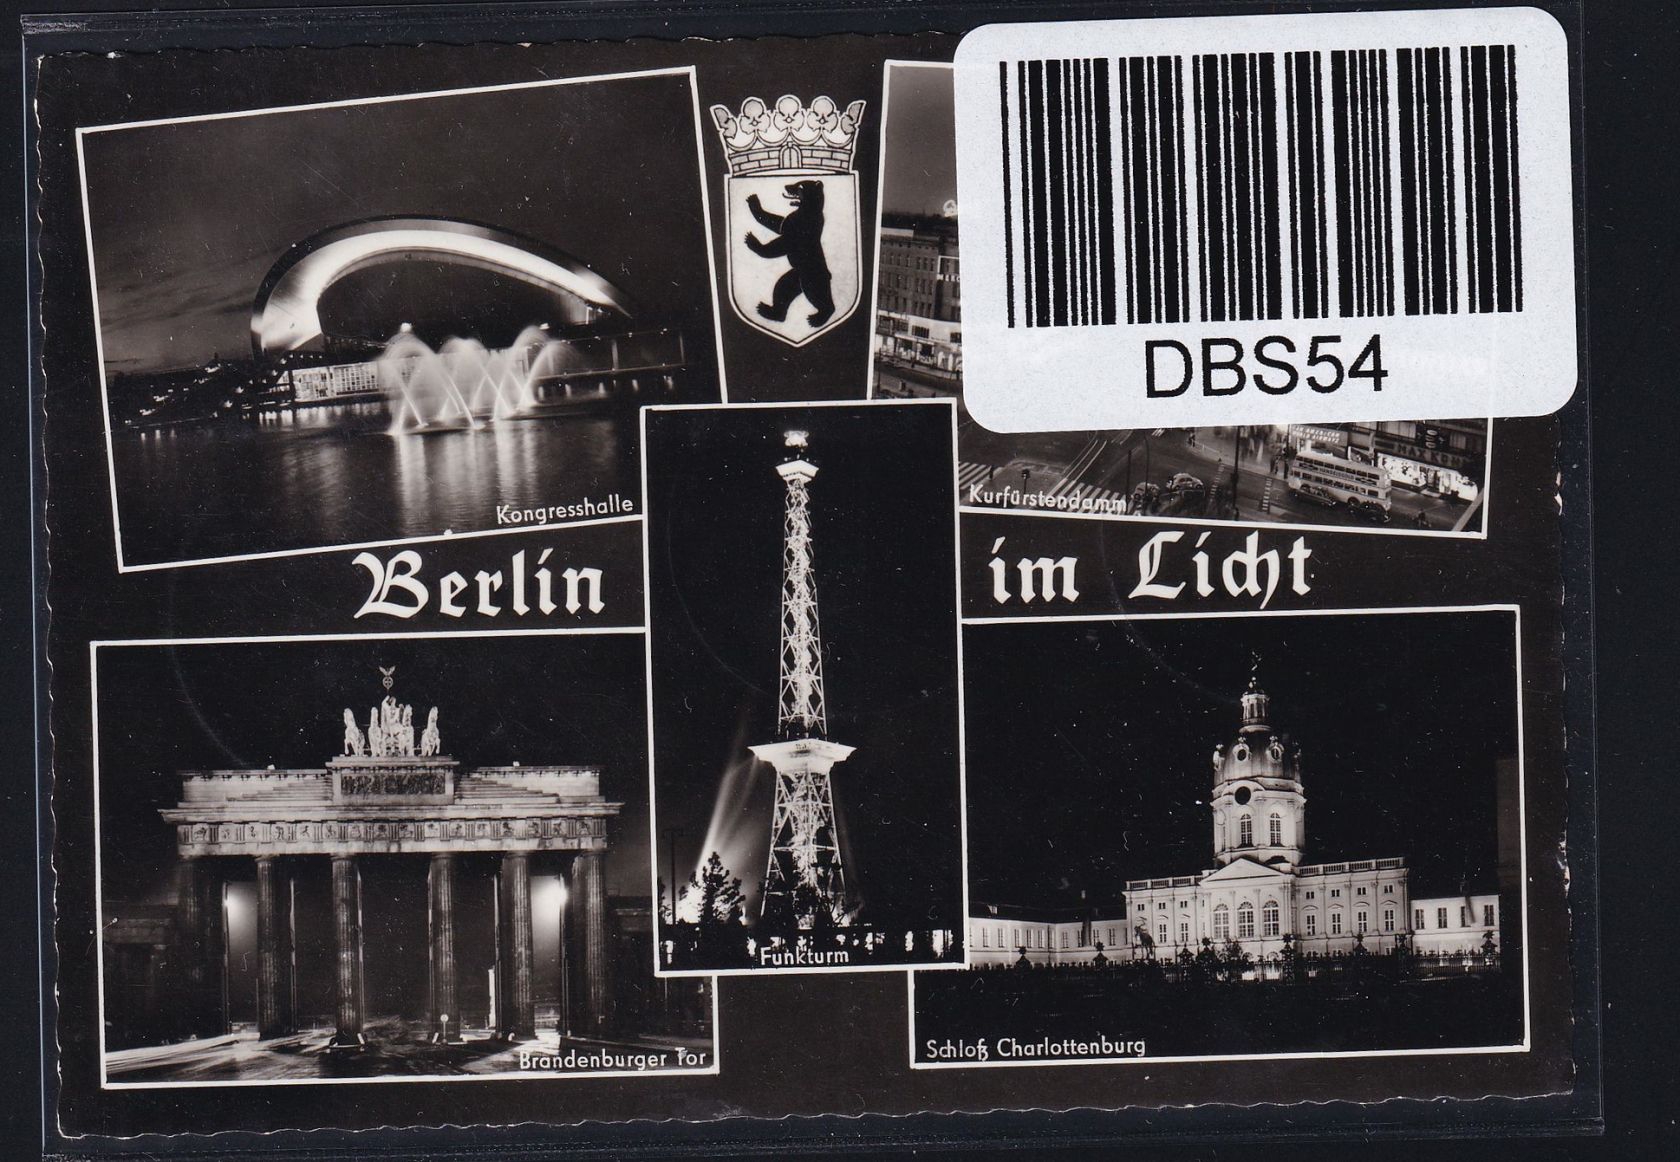 DBS54
Kongresshalle
Kurfürstendamm
Berlin im Licht
Funkturm
Brandenburger Tor
Schloß Charlottenburg